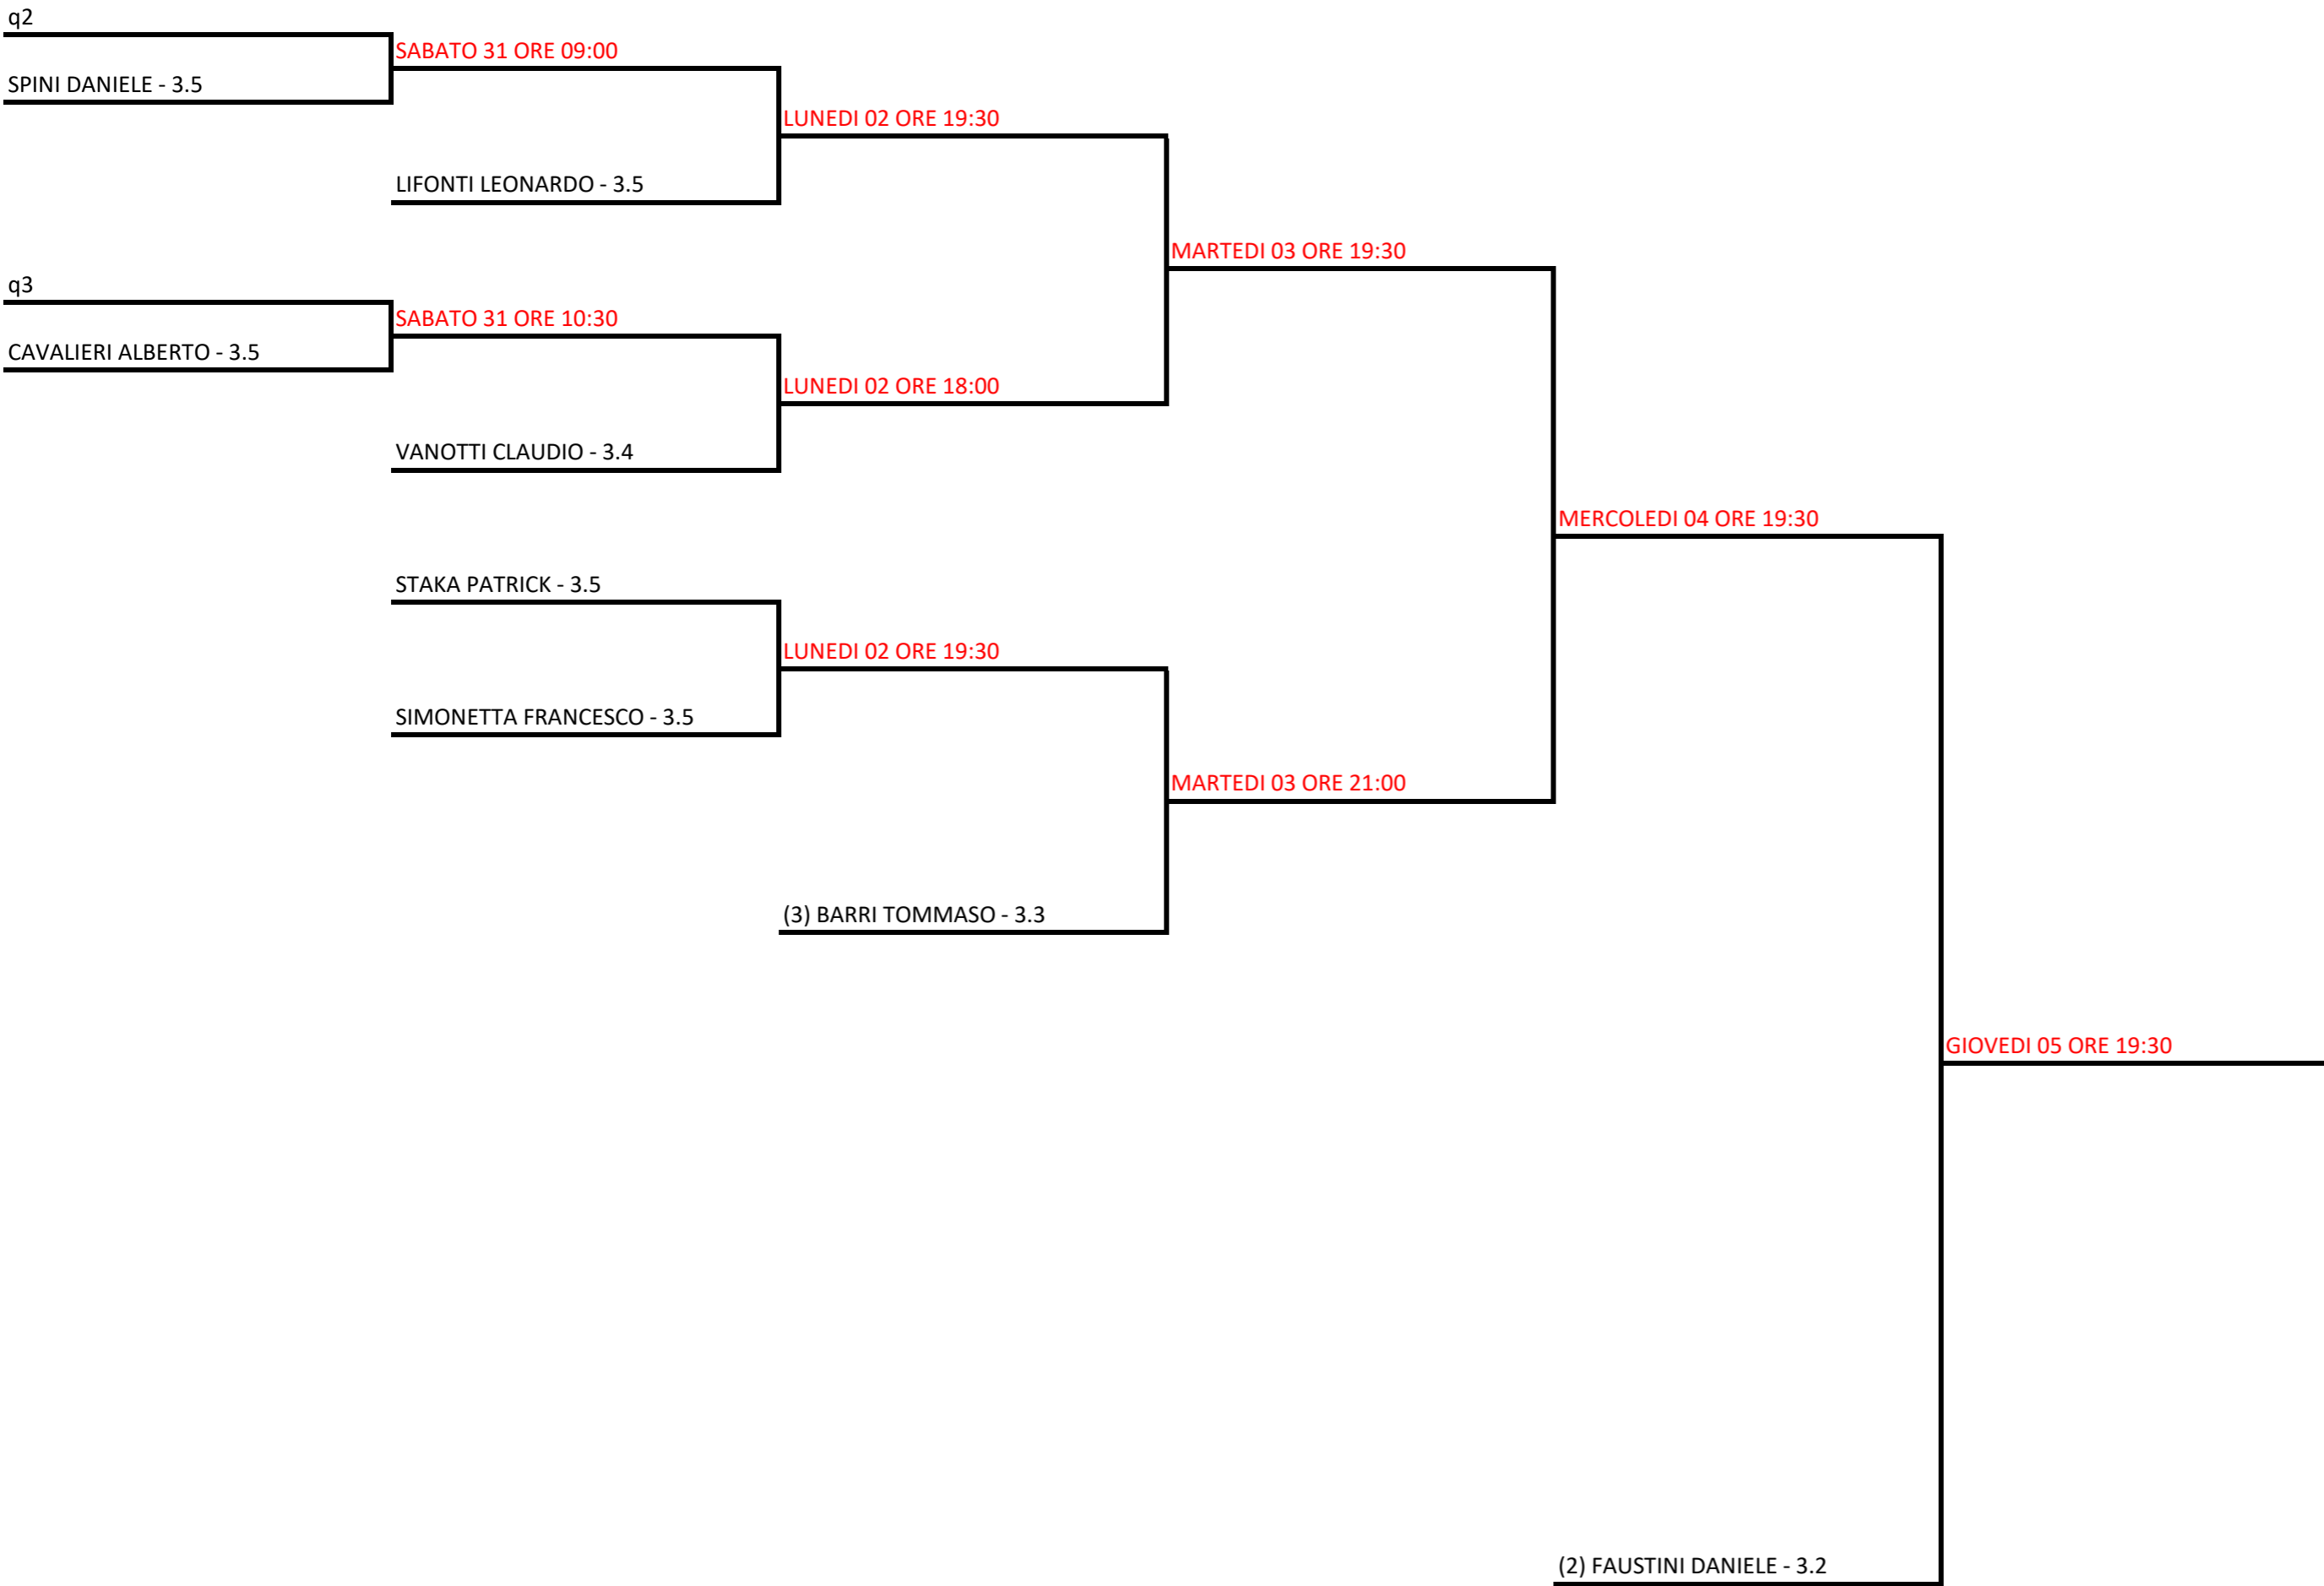 q2
SABATO 31 ORE 09:00
SPINI DANIELE - 3.5
LUNEDI 02 ORE 19:30
LIFONTI LEONARDO - 3.5
MARTEDI 03 ORE 19:30
q3
SABATO 31 ORE 10:30
CAVALIERI ALBERTO - 3.5
LUNEDI 02 ORE 18:00
VANOTTI CLAUDIO - 3.4
MERCOLEDI 04 ORE 19:30
STAKA PATRICK - 3.5
LUNEDI 02 ORE 19:30
SIMONETTA FRANCESCO - 3.5
MARTEDI 03 ORE 21:00
(3) BARRI TOMMASO - 3.3
GIOVEDI 05 ORE 19:30
(2) FAUSTINI DANIELE - 3.2